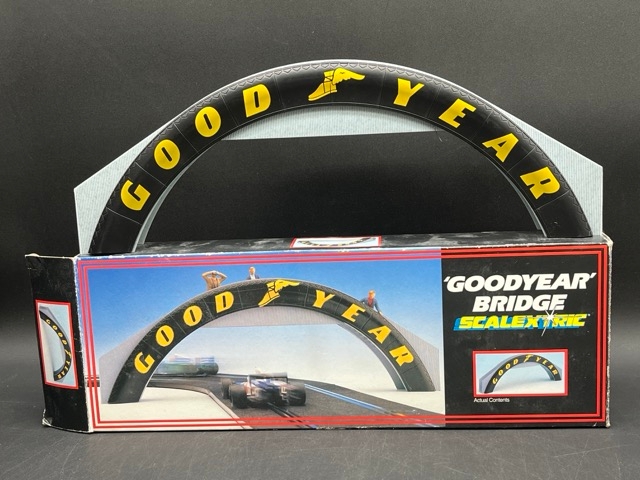 GOOD YEAR
GOOD YEAR
'GOODYEAR'
BRIDGE
SCALEXTRIC
GOOD YEAR
Actual Contents